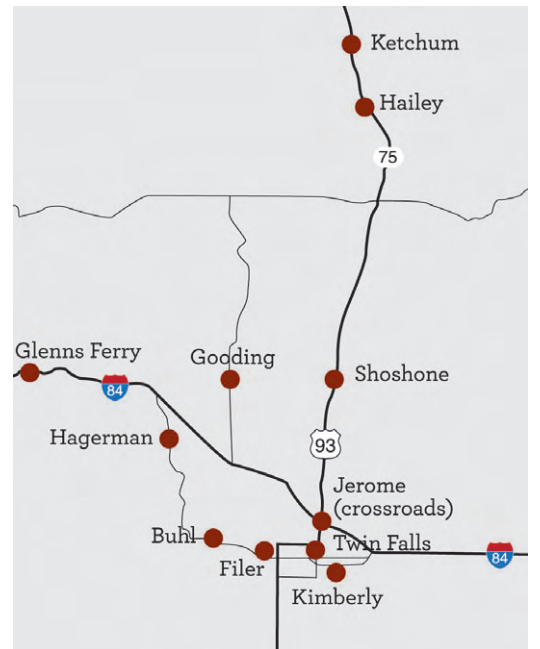 Ketchum
Hailey
75
Glenns Ferry
Gooding
Shoshone
84
Hagerman
93
Jerome
(crossroads)
Buhl
Twin Falls
Filer
84
Kimberly